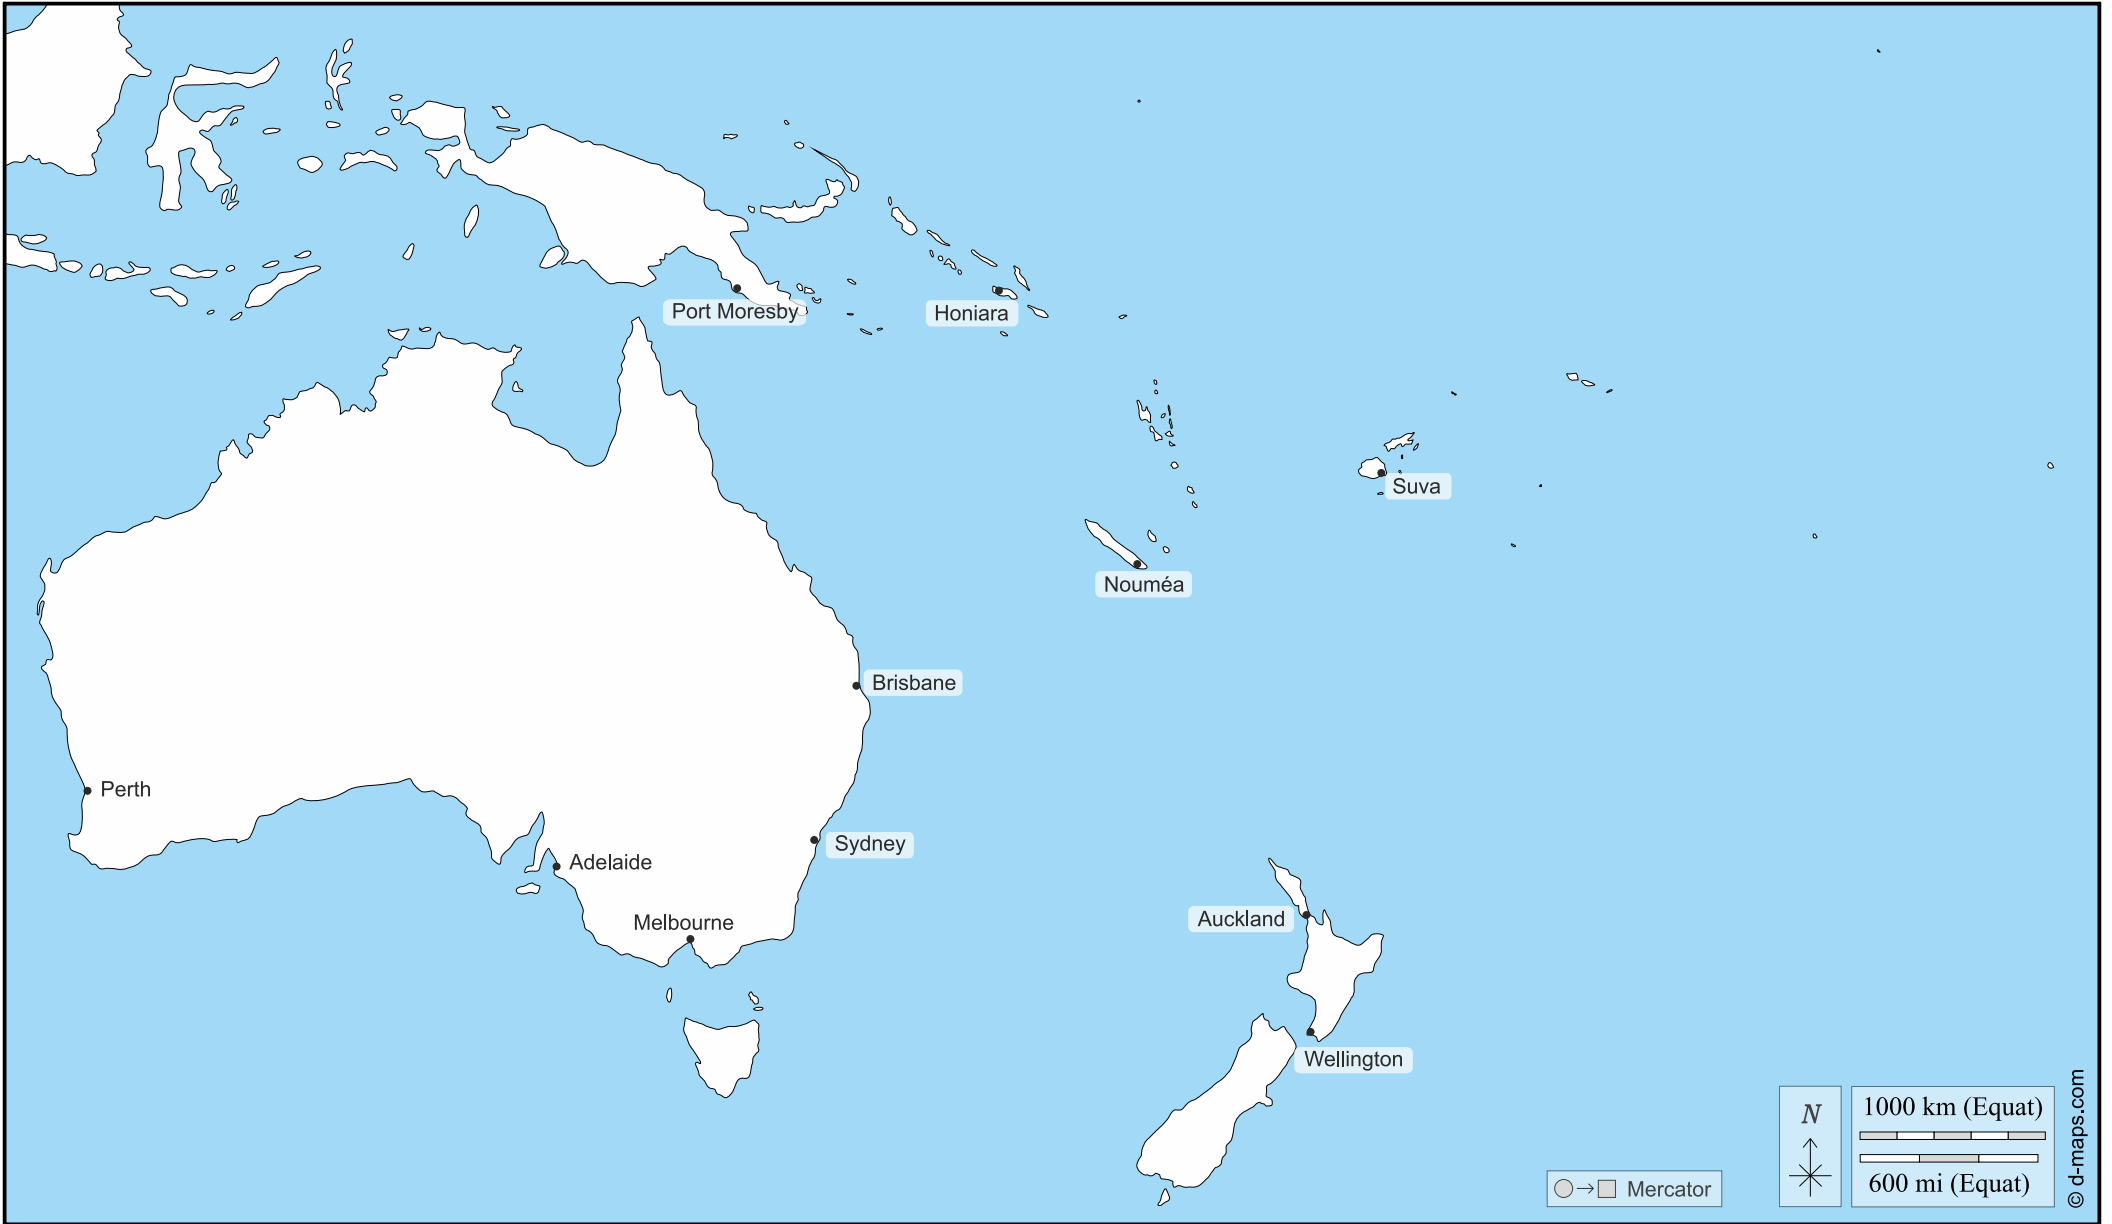 Port Moresby
Honiara
Suva
Nouméa
Brisbane
Perth
Sydney
Adelaide
Auckland
Melbourne
Wellington
N
1000 km (Equat)
600 mi (Equat)
Mercator
© d-maps.com